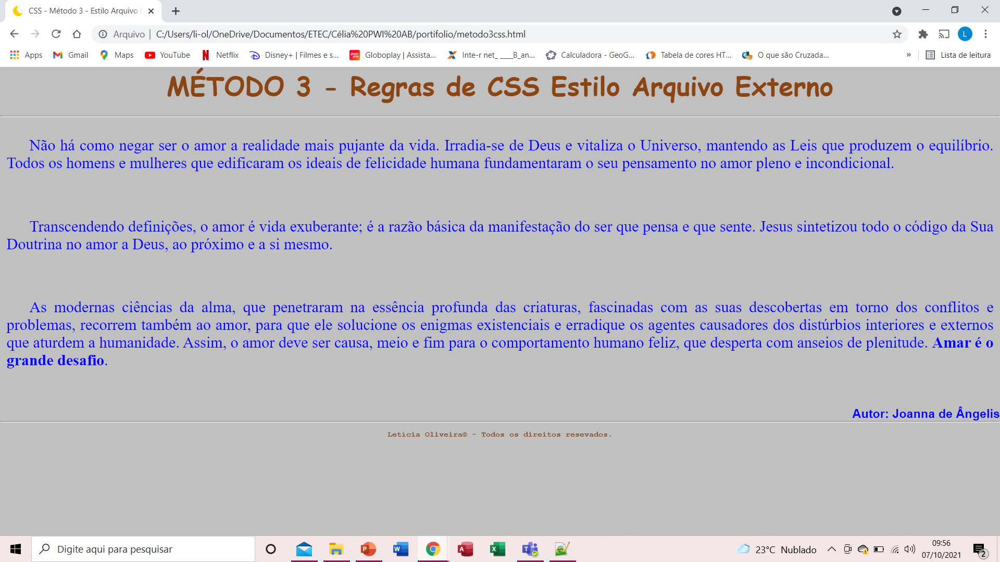 CSS - Método 3 - Estilo Arquivo E
Arquivo | C:/Users/li-ol/OneDrive/Documentos/ETEC/Célia%20PWI%20AB/portifolio/metodo3css.html
L
Apps Gmail Maps YouTube Netflix Disney+ | Filmes e s... Globoplay | Assista... Inte-r net_ ____B_an... Calculadora - GeoG... Tabela de cores HT... O que são Cruzada... » Lista de leitura
MÉTODO 3 - Regras de CSS Estilo Arquivo Externo
Não há como negar ser o amor a realidade mais pujante da vida. Irradia-se de Deus e vitaliza o Universo, mantendo as Leis que produzem o equilíbrio.
Todos os homens e mulheres que edificaram os ideais de felicidade humana fundamentaram o seu pensamento no amor pleno e incondicional.
Transcendendo definições, o amor é vida exuberante; é a razão básica da manifestação do ser que pensa e que sente. Jesus sintetizou todo o código da Sua
Doutrina no amor a Deus, ao próximo e a si mesmo.
As modernas ciências da alma, que penetraram na essência profunda das criaturas, fascinadas com as suas descobertas em torno dos conflitos e
problemas, recorrem também ao amor, para que ele solucione os enigmas existenciais e erradique os agentes causadores dos distúrbios interiores e externos
que aturdem a humanidade. Assim, o amor deve ser causa, meio e fim para o comportamento humano feliz, que desperta com anseios de plenitude. Amar é o
grande desafio.
Autor: Joanna de Ângelis
Letícia Oliveira© - Todos os direitos resevados.
Digite aqui para pesquisar
23°C Nublado
09:56
07/10/2021
2